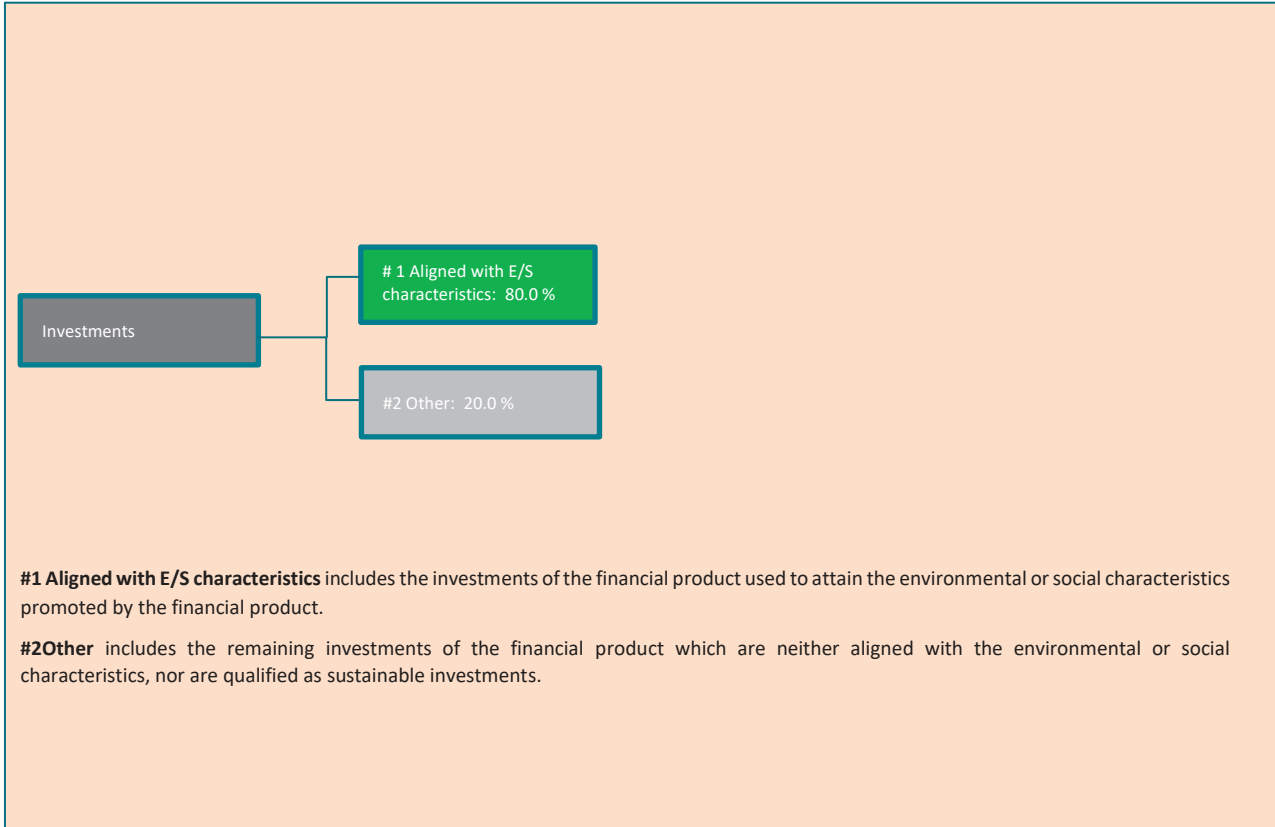 # 1 Aligned with E/S
characteristics: 80.0 %
Investments
#2 Other: 20.0 %
#1 Aligned with E/S characteristics includes the investments of the financial product used to attain the environmental or social characteristics
promoted by the financial product.
#2Other includes the remaining investments of the financial product which are neither aligned with the environmental or social
characteristics, nor are qualified as sustainable investments.